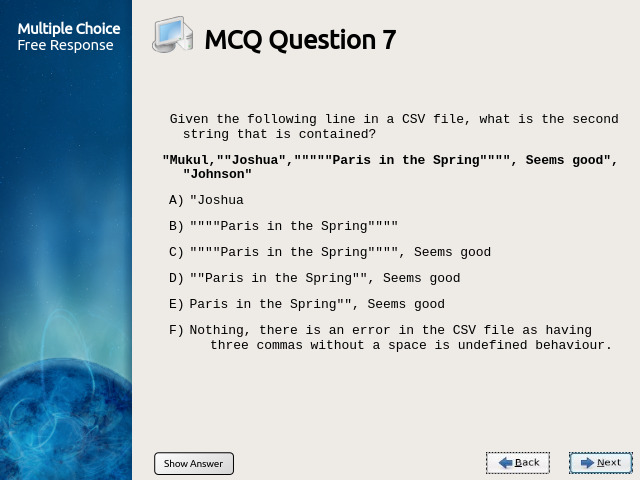 Multiple Choice
Free Response
MCQ Question 7
Given the following line in a CSV file, what is the second
string that is contained?
"Mukul,""Joshua","""""Paris in the Spring"""", Seems good",
"Johnson"
A) "Joshua
B) """"Paris in the Spring""""
C) """"Paris in the Spring"""", Seems good
D) ""Paris in the Spring"", Seems good
E) Paris in the Spring"", Seems good
F) Nothing, there is an error in the CSV file as having
three commas without a space is undefined behaviour.
Show Answer
Back
Next